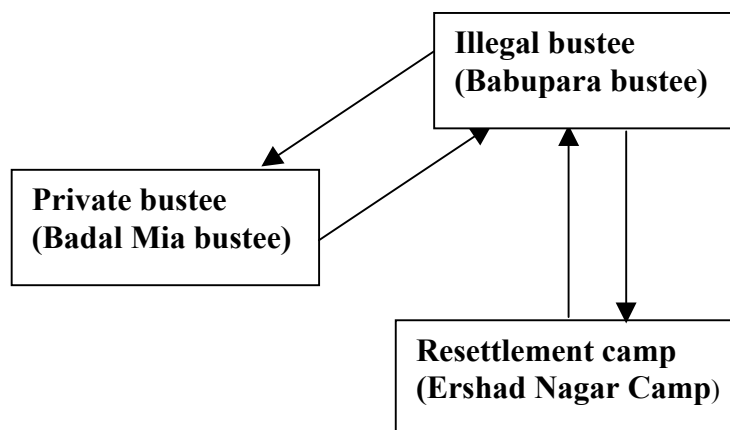 Illegal bustee
(Babupara bustee)
Private bustee
(Badal Mia bustee)
Resettlement camp
(Ershad Nagar Camp)